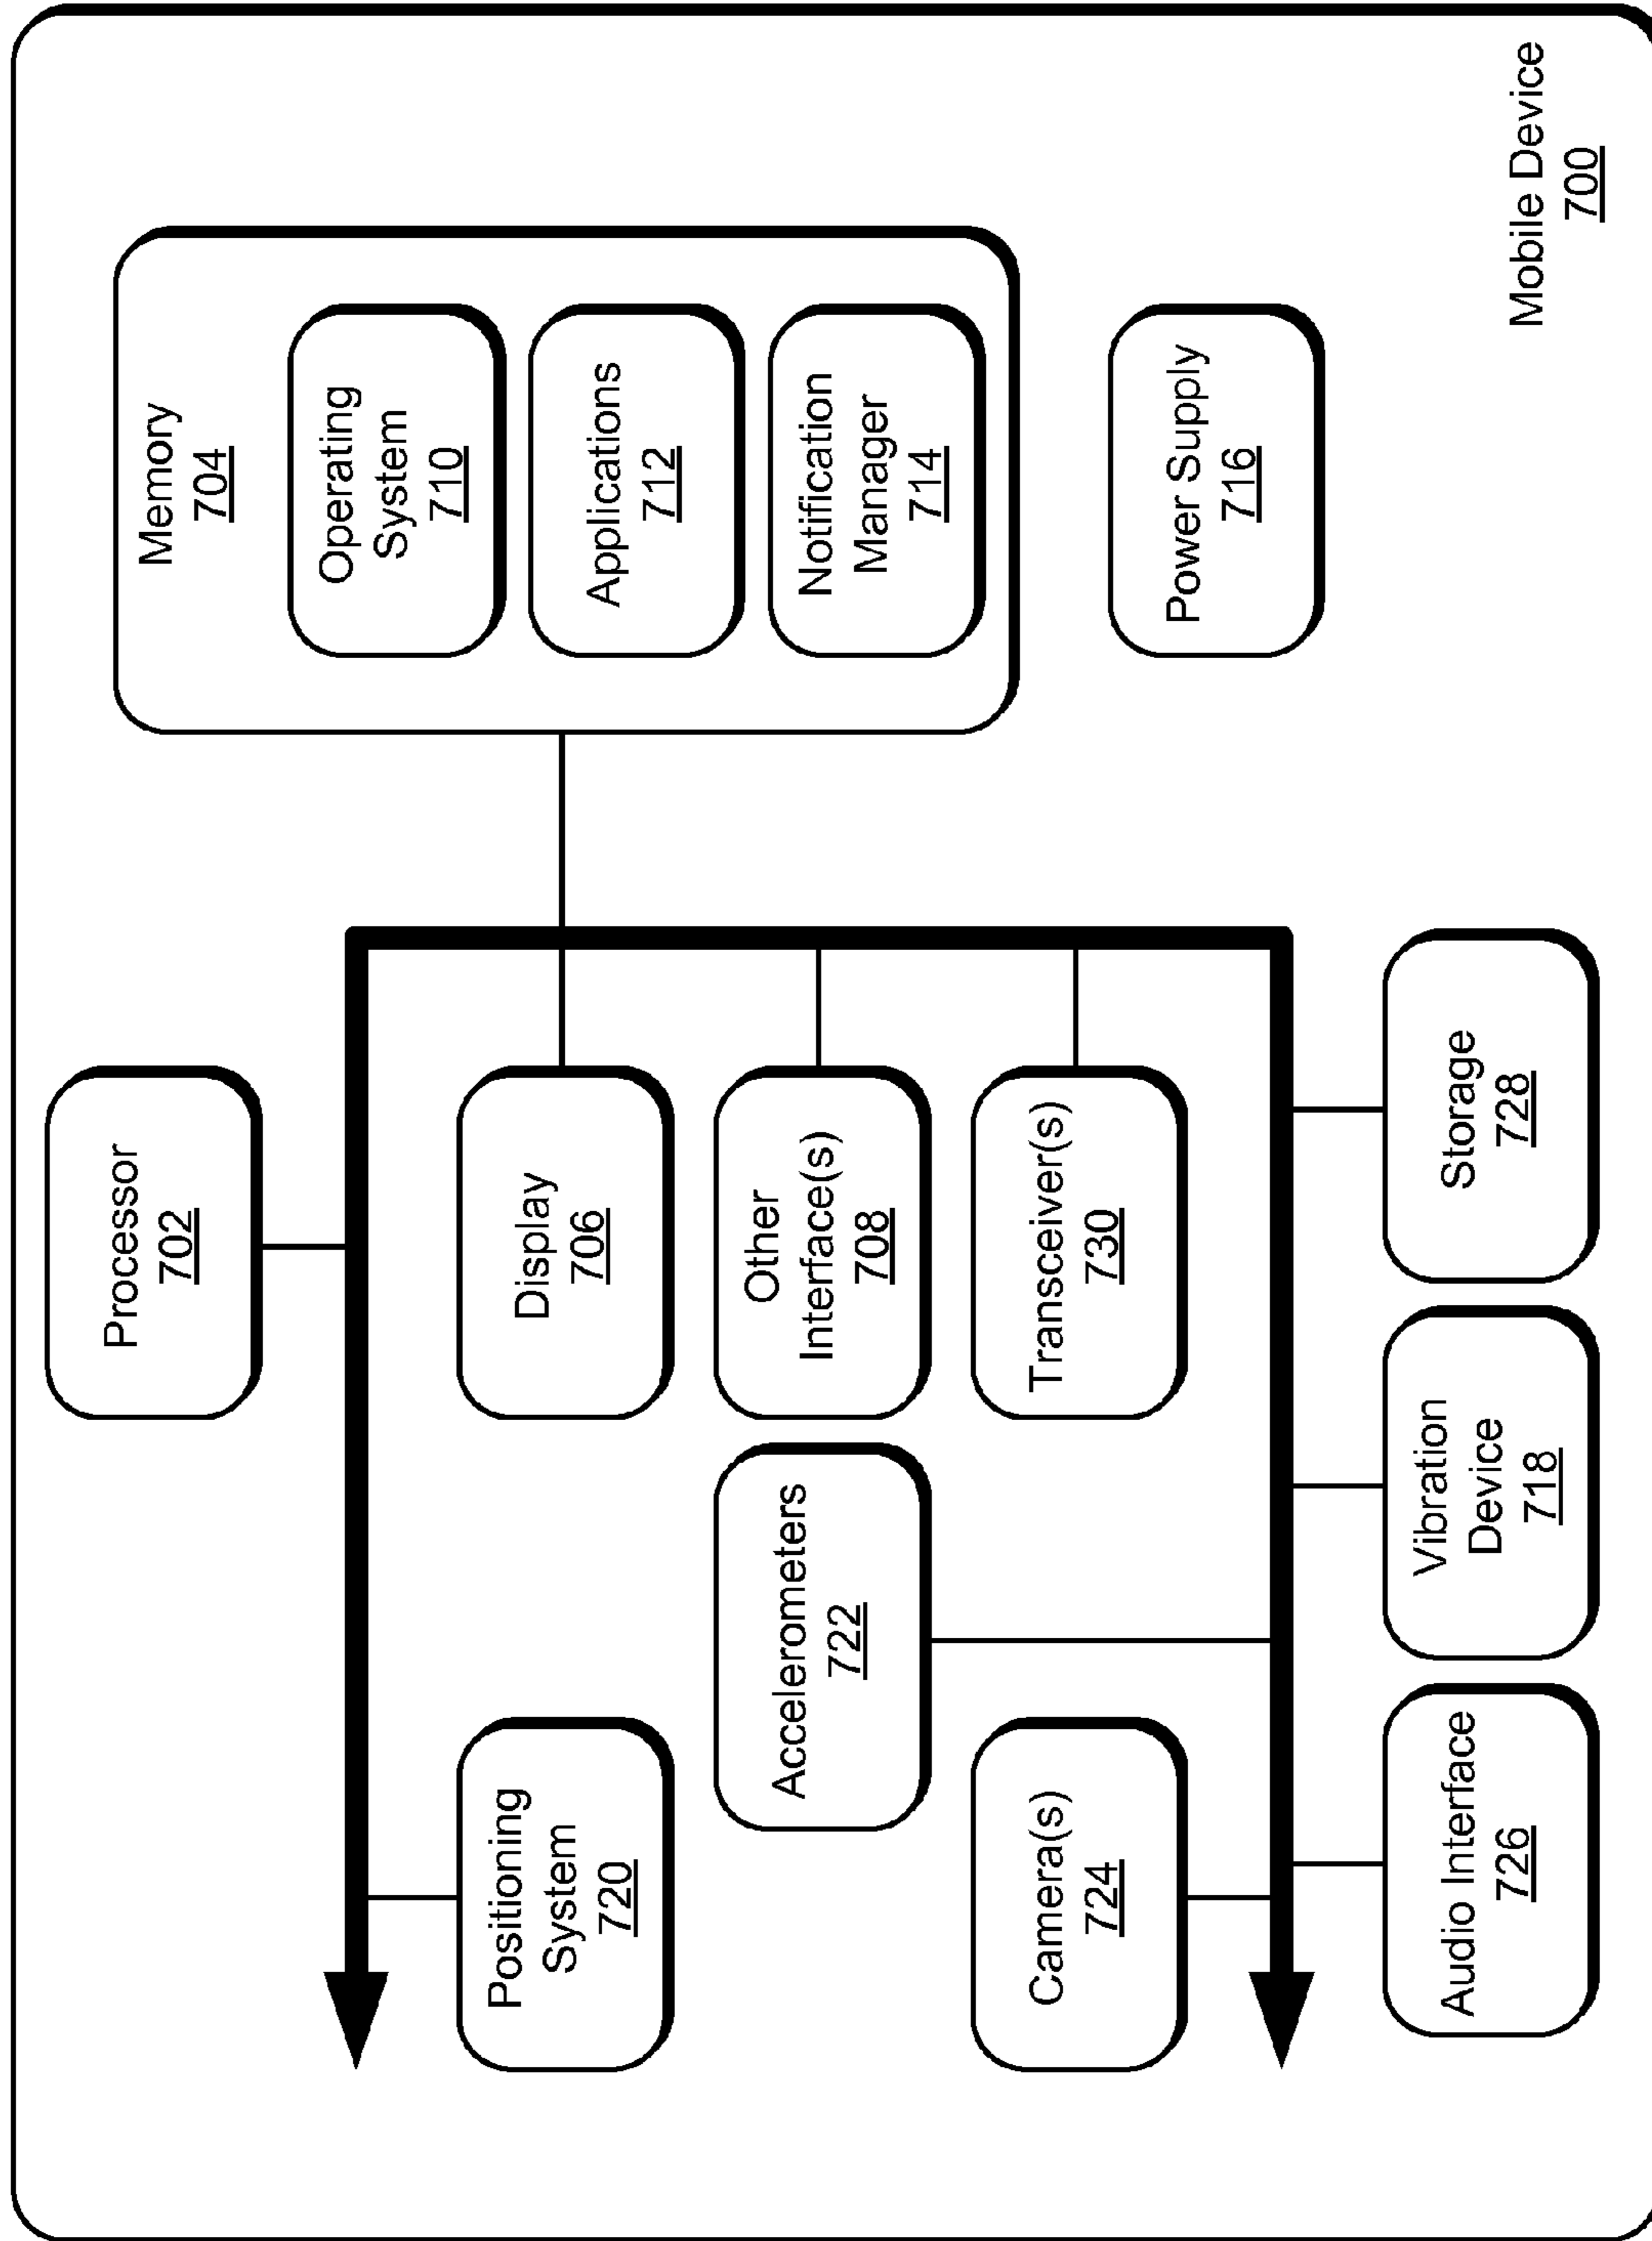 Processor
702
Memory
704
Operating
System
710
Applications
712
Notification
Manager
714
Positioning
System
720
Display
706
Accelerometers
722
Other
Interface(s)
708
Camera(s)
724
Transceiver(s)
730
Power Supply
716
Audio Interface
726
Vibration
Device
718
Storage
728
Mobile Device
700